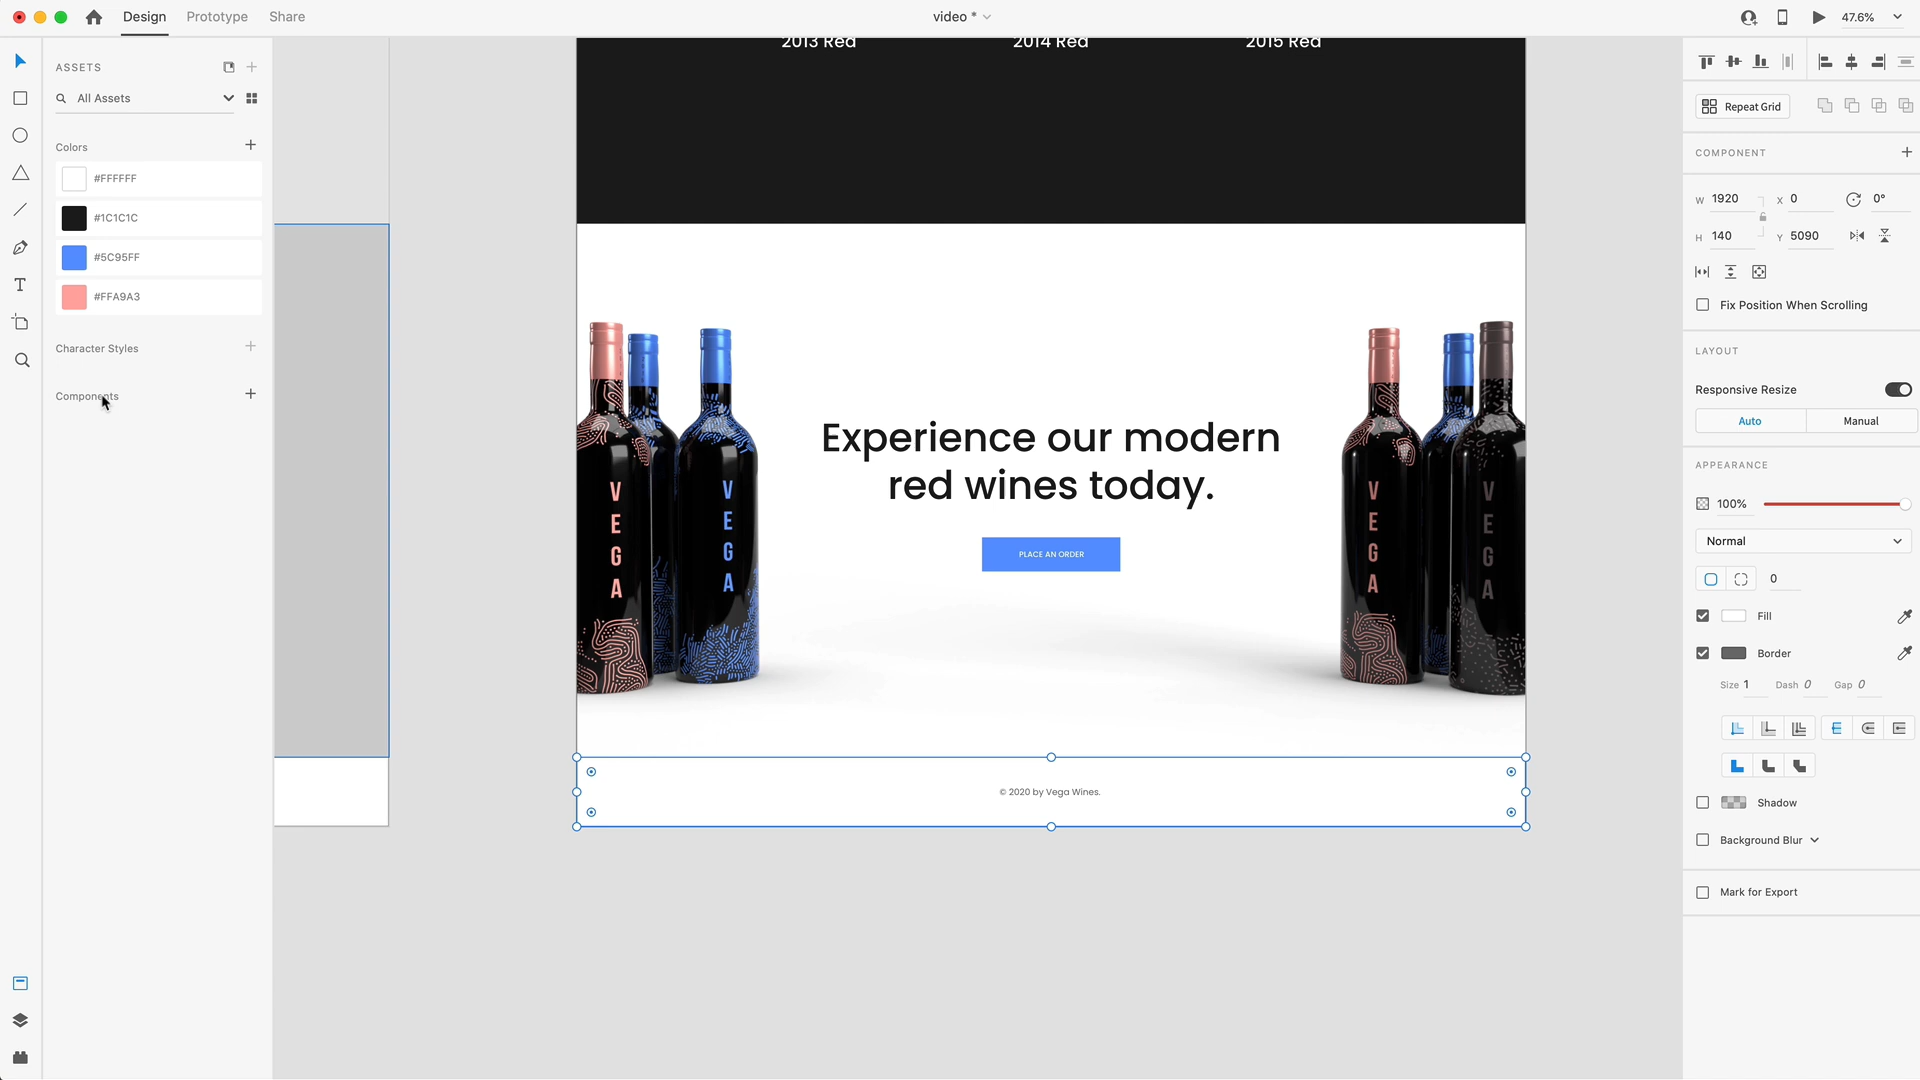 Design Prototype Share
video *
47.6%
ASSETS
All Assets
Colors
#FFFFFF
#1C1C1C
#5C95FF
#FFA9A3
Character Styles
Components
2013 Red 2014 Red 2015 Red
VEGA
VEGA
Experience our modern
red wines today.
PLACE AN ORDER
VEGA
VEGA
© 2020 by Vega Wines.
Repeat Grid
COMPONENT
W 1920 X 0 0°
H 140 Y 5090
Fix Position When Scrolling
LAYOUT
Responsive Resize
Auto Manual
APPEARANCE
100%
Normal
0
Fill
Border
Size 1 Dash 0 Gap 0
Shadow
Background Blur
Mark for Export